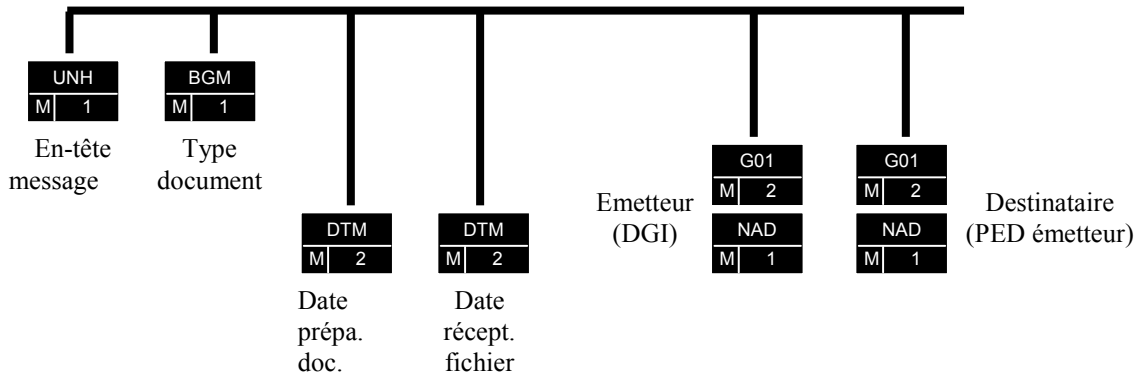 UNH
M 1
En-tête
message
BGM
M 1
Type
document
DTM
M 2
Date
prépa.
doc.
DTM
M 2
Date
récept.
fichier
Emetteur
(DGI)
G01
M 2
NAD
M 1
G01
M 2
NAD
M 1
Destinataire
(PED émetteur)